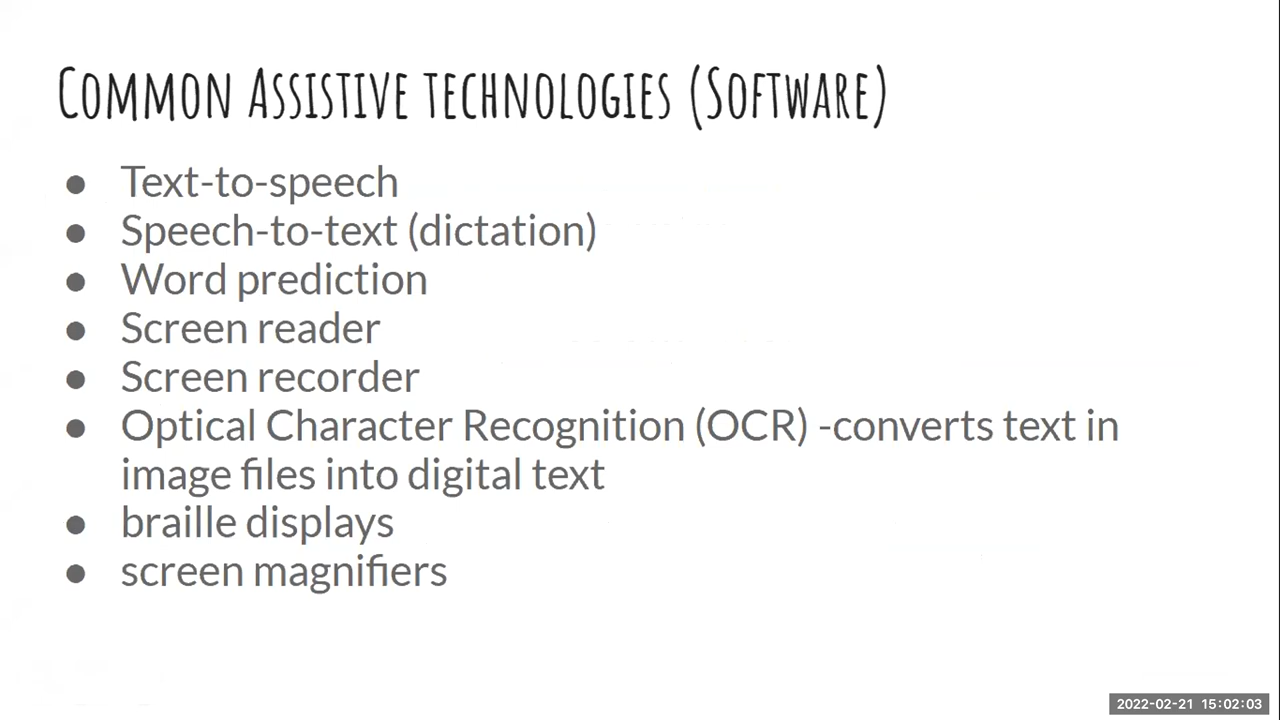 Common Assistive technologies (Software)
● Text-to-speech
● Speech-to-text (dictation)
● Word prediction
● Screen reader
● Screen recorder
● Optical Character Recognition (OCR) -converts text in
image files into digital text
● braille displays
● screen magnifiers
2022-02-21 15:02:03